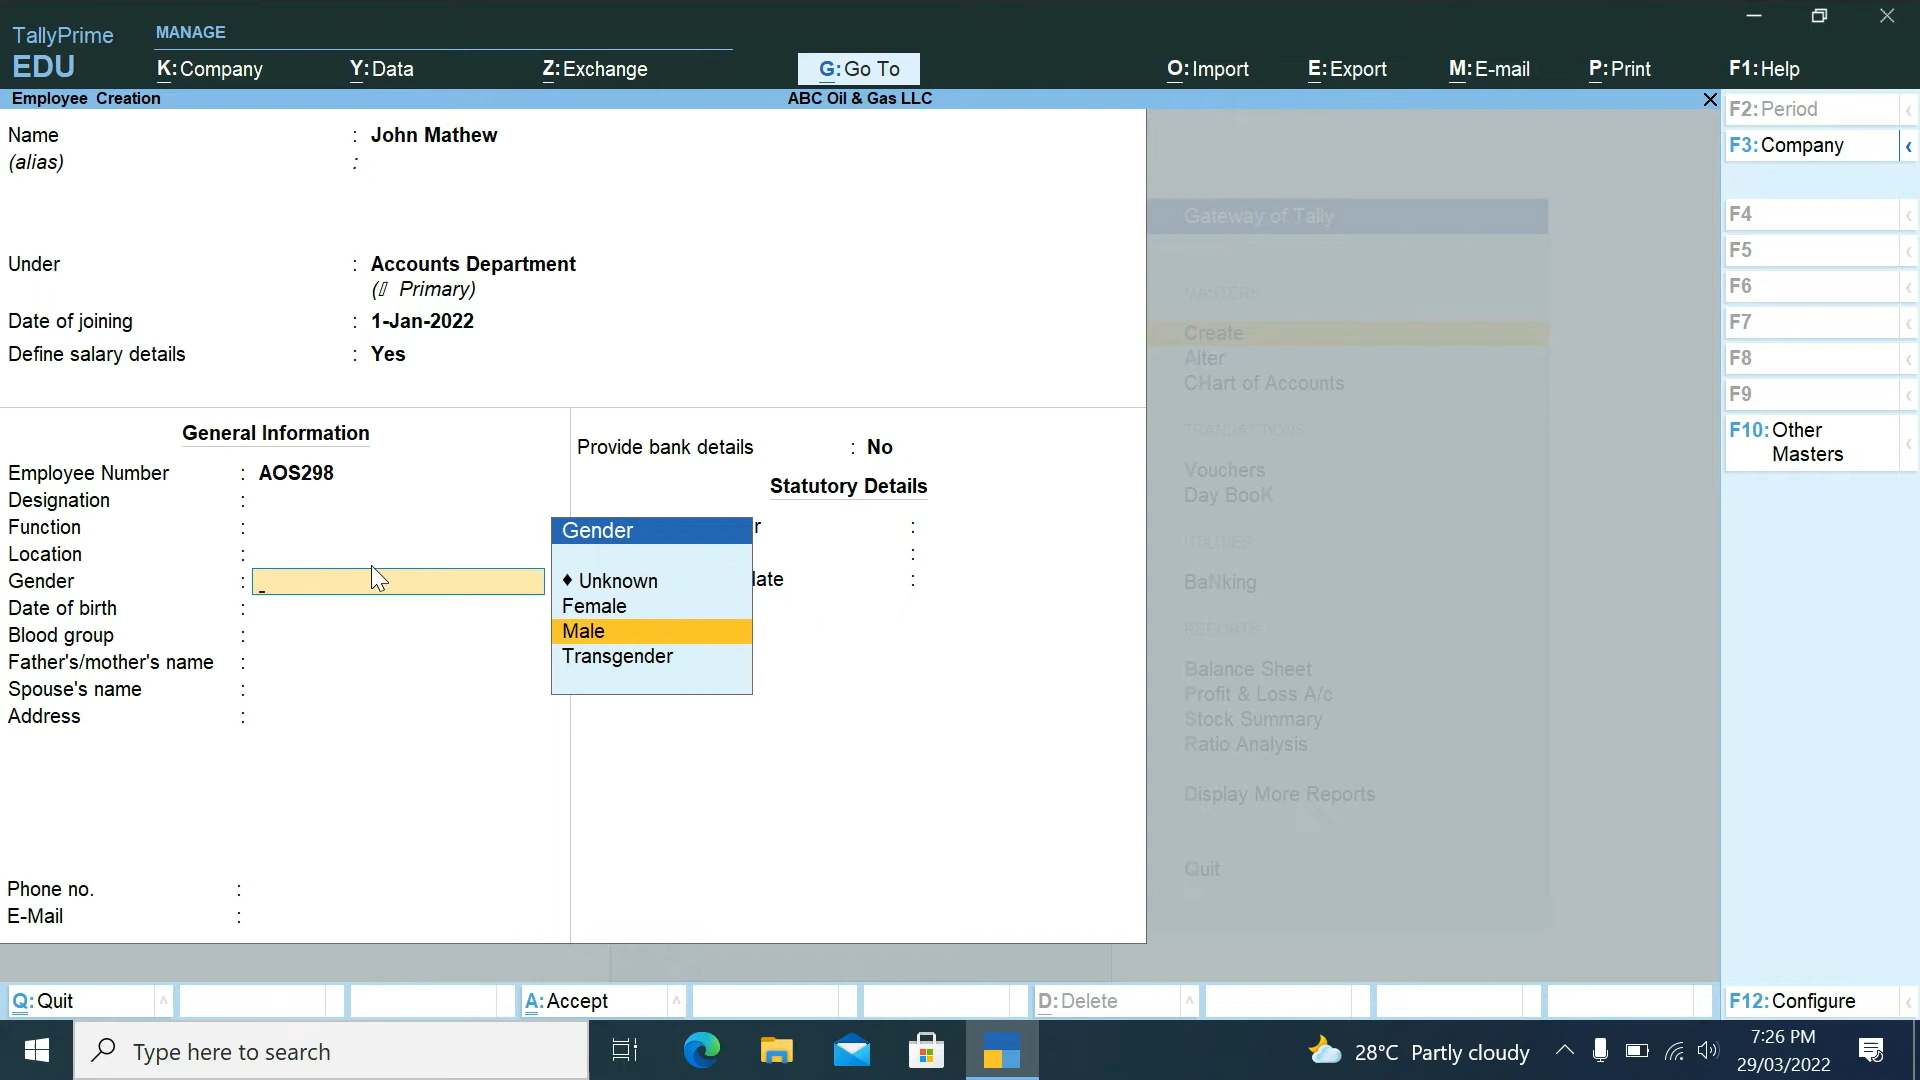 TallyPrime
EDU
MANAGE
K:Company
Y:Data
Z:Exchange
G:Go To
O:Import
E:Export
M:E-mail
P:Print
F1:Help
Employee Creation
ABC Oil & Gas LLC
Name : John Mathew
(alias) :
Under : Accounts Department
( Primary)
Date of joining : 1-Jan-2022
Define salary details : Yes
General Information
Employee Number : AOS298
Designation :
Function :
Location :
Gender :
Date of birth :
Blood group :
Father's/mother's name :
Spouse's name :
Address :
Phone no. :
E-Mail :
Provide bank details : No
Statutory Details
r :
:
late :
Gender
♦ Unknown
Female
Male
Transgender
Gateway of Tally
MASTERS
Create
Alter
CHart of Accounts
TRANSACTIONS
Vouchers
Day BooK
UTILITIES
BaNking
REPORTS
Balance Sheet
Profit & Loss A/c
Stock Summary
Ratio Analysis
Display More Reports
Quit
F2:Period
F3:Company
F4
F5
F6
F7
F8
F9
F10:Other
Masters
F12:Configure
Q:Quit
A:Accept
D:Delete
Type here to search
28°C Partly cloudy
7:26 PM
29/03/2022